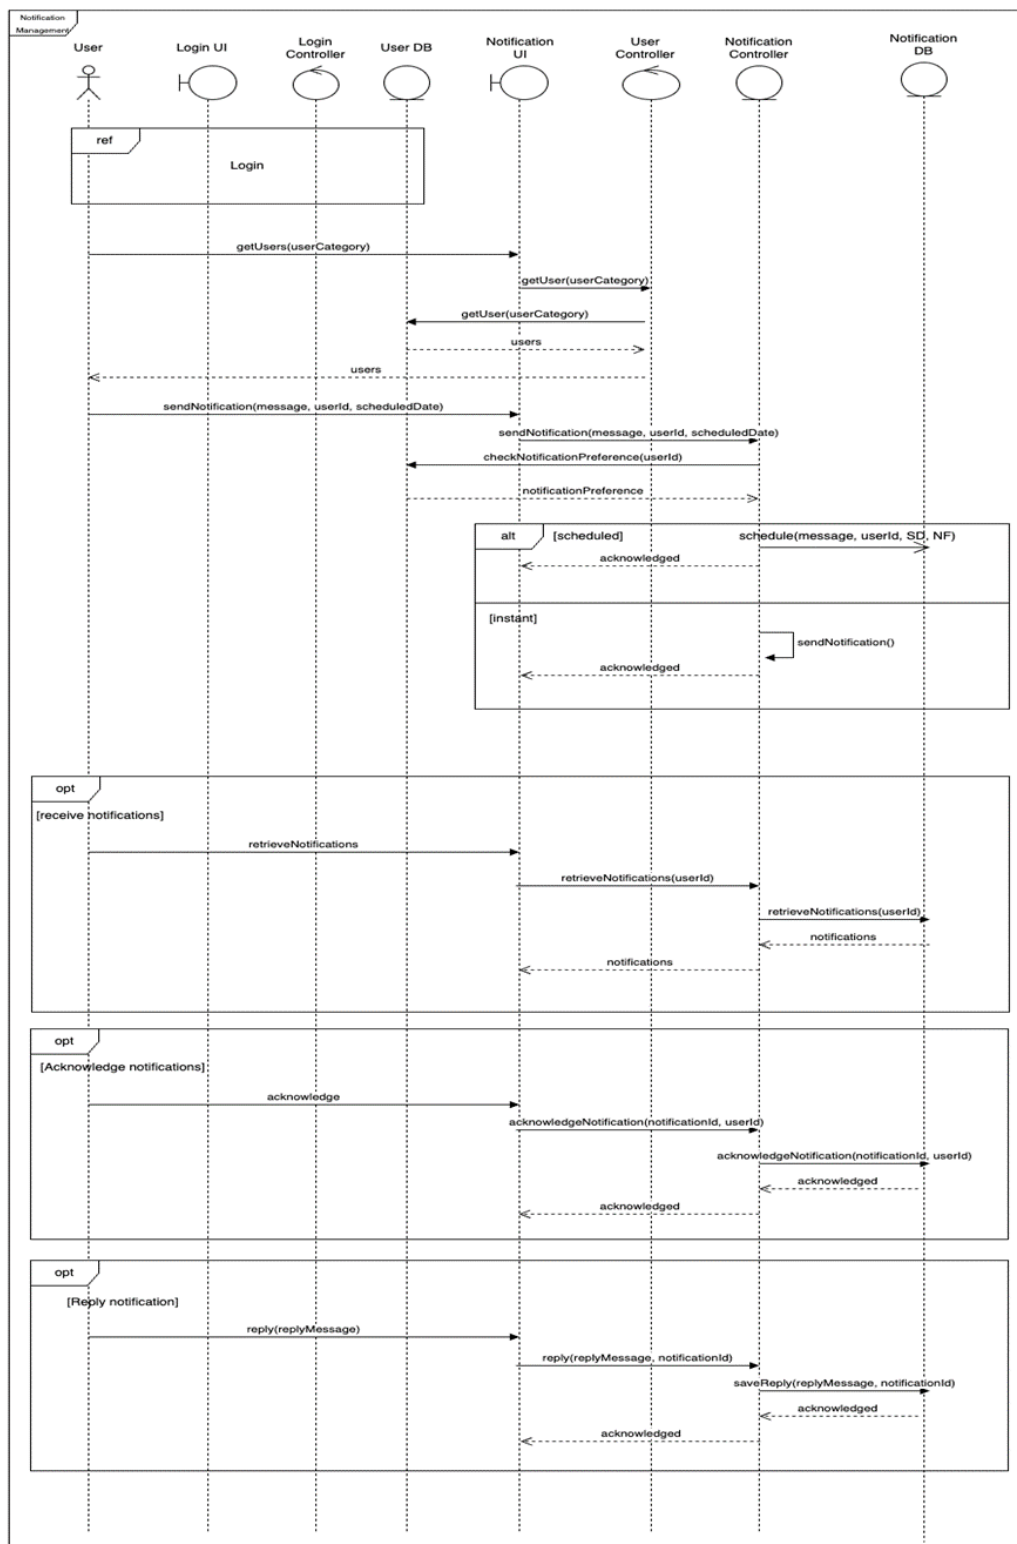 Notification
Management
User
Login UI
Login
Controller
User DB
Notification
UI
User
Controller
Notification
Controller
Notification
DB
ref
Login
getUsers(userCategory)
getUser(userCategory)
getUser(userCategory)
users
users
sendNotification(message, userId, scheduledDate)
sendNotification(message, userId, scheduledDate)
checkNotificationPreference(userId)
notificationPreference
alt
[scheduled]
schedule(message, userId, SD, NF)
acknowledged
[instant]
sendNotification()
acknowledged
opt
[receive notifications]
retrieveNotifications
retrieveNotifications(userId)
retrieveNotifications(userId)
notifications
notifications
opt
[Acknowledge notifications]
acknowledge
acknowledgeNotification(notificationId, userId)
acknowledgeNotification(notificationId, userId)
acknowledged
acknowledged
opt
[Reply notification]
reply(replyMessage)
reply(replyMessage, notificationId)
saveReply(replyMessage, notificationId)
acknowledged
acknowledged